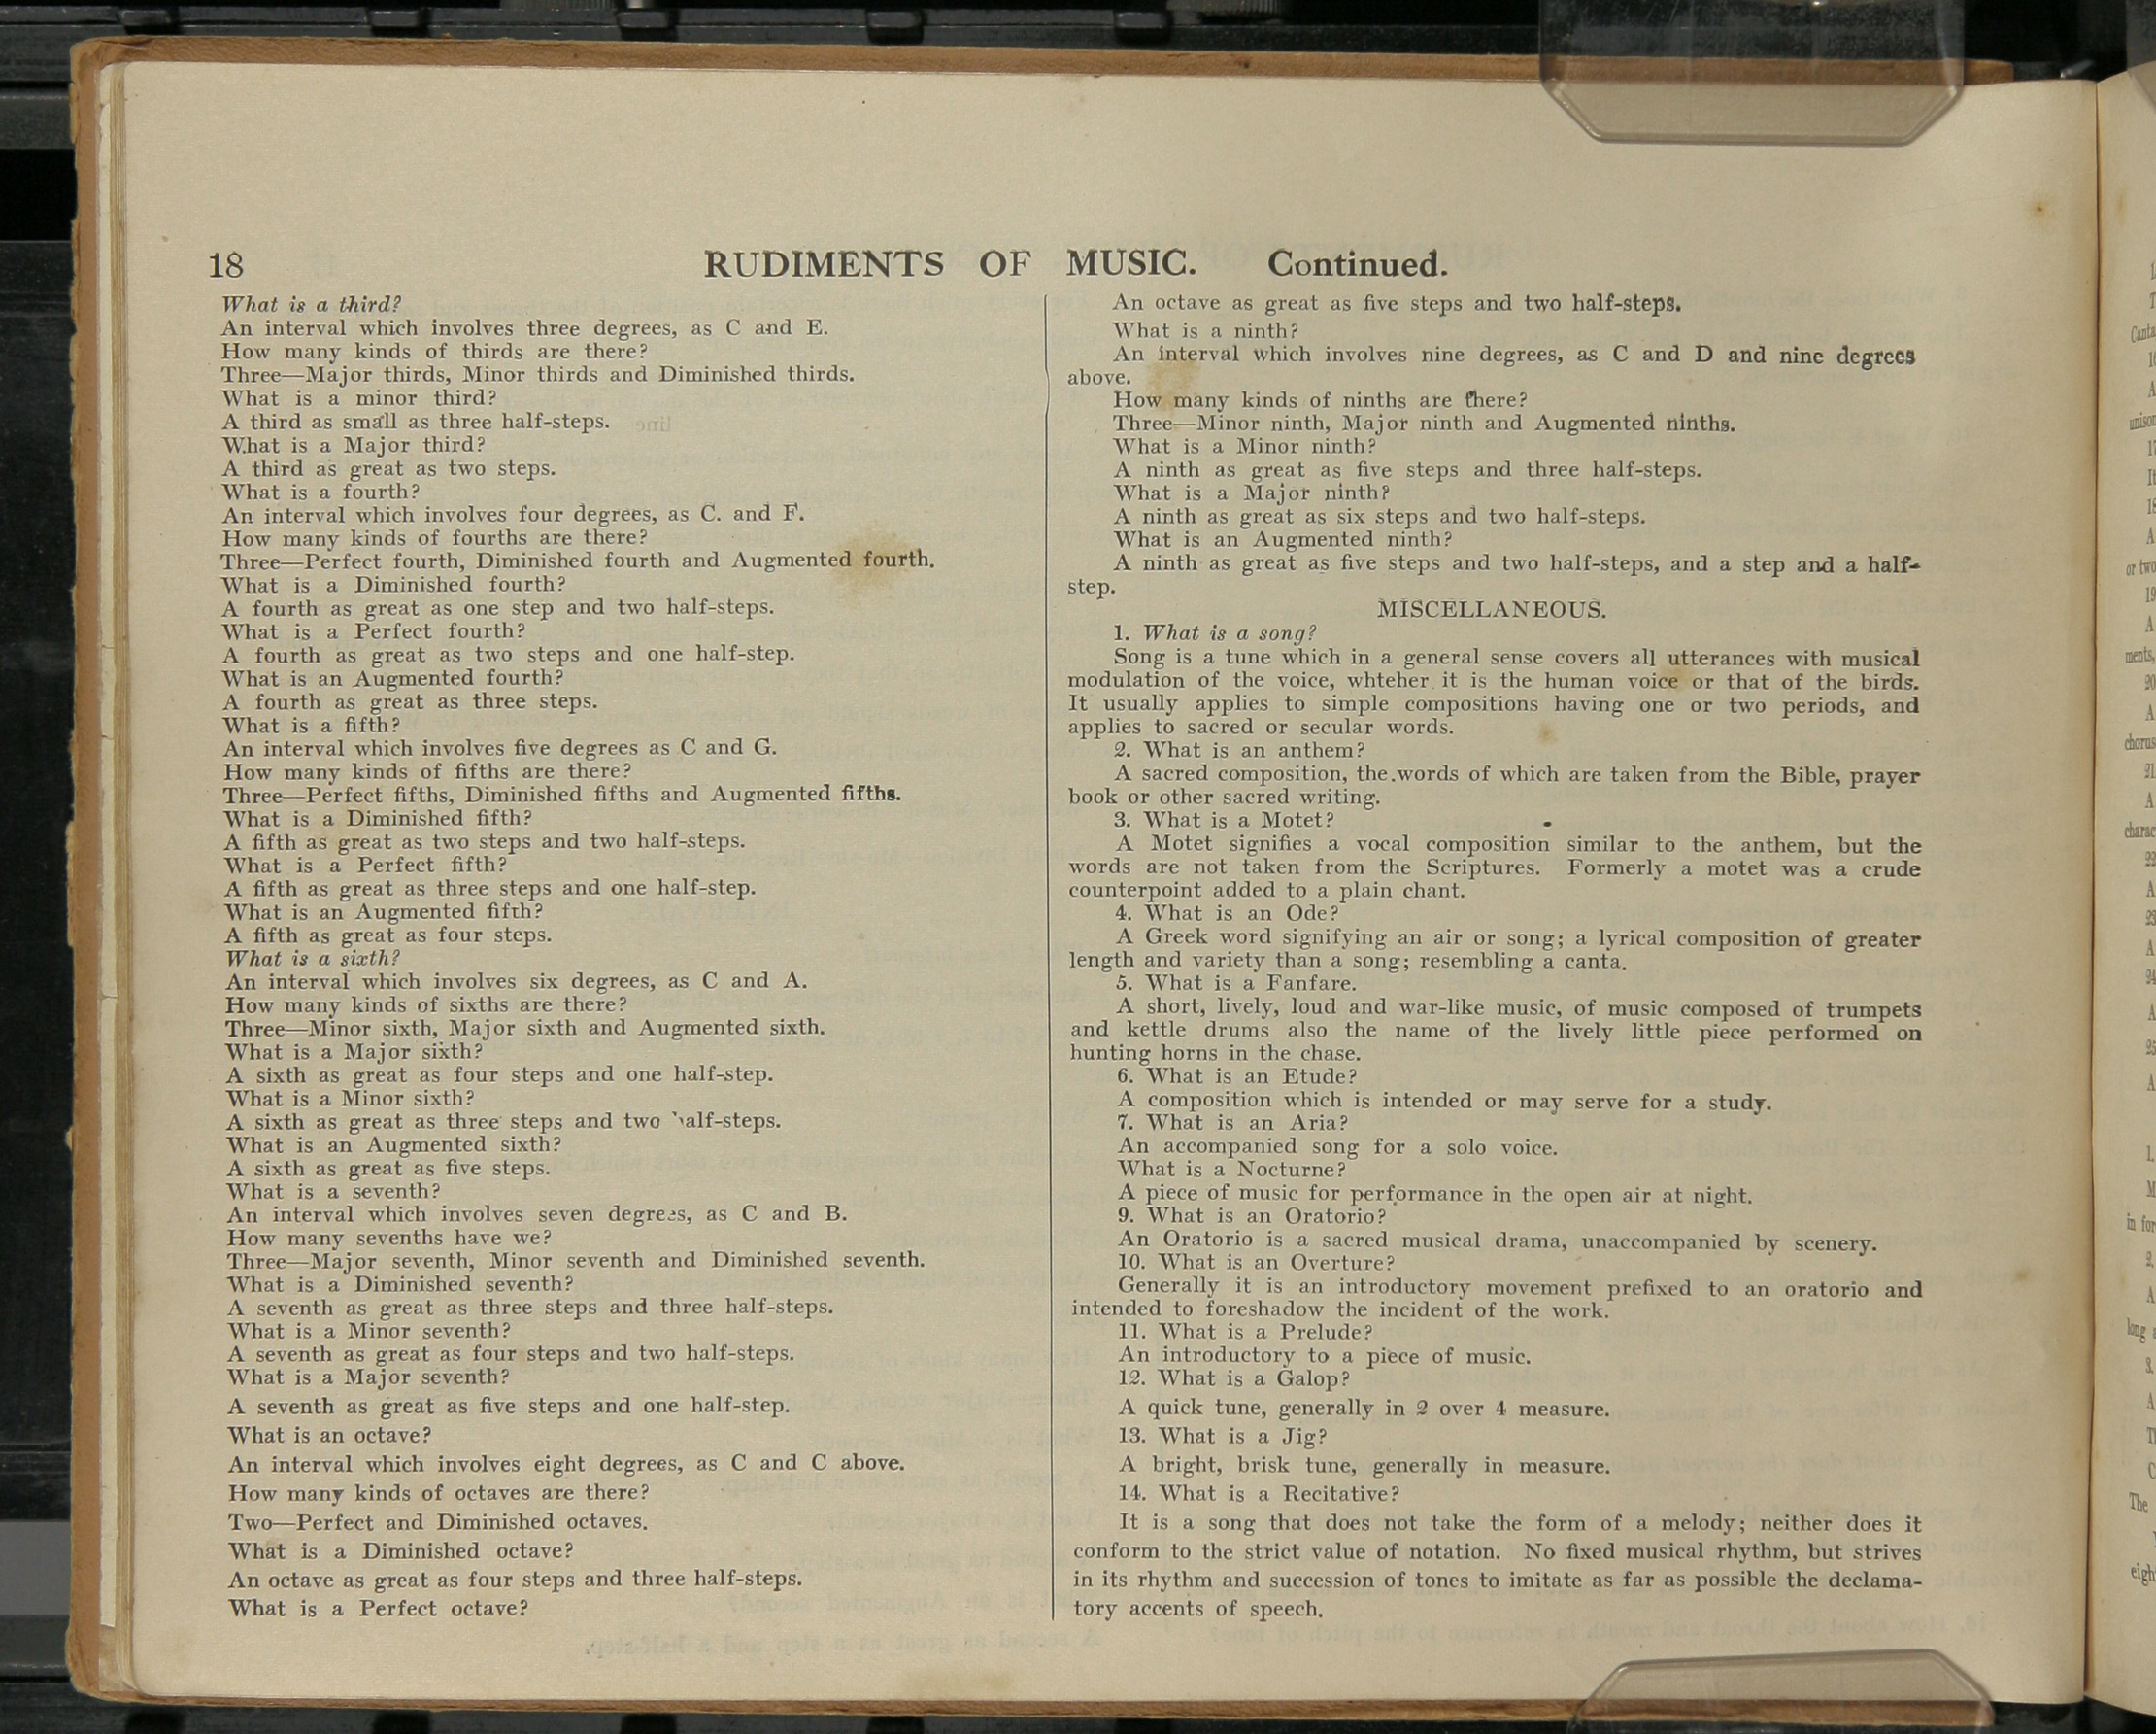 18 RUDIMENTS OF MUSIC. Continued.
What is a third?
An interval which involves three degrees, as C and E.
How many kinds of thirds are there?
Three—Major thirds, Minor thirds and Diminished thirds.
What is a minor third?
A third as small as three half-steps.
What is a Major third?
A third as great as two steps.
What is a fourth?
An interval which involves four degrees, as C. and F.
How many kinds of fourths are there?
Three—Perfect fourth, Diminished fourth and Augmented fourth.
What is a Diminished fourth?
A fourth as great as one step and two half-steps.
What is a Perfect fourth?
A fourth as great as two steps and one half-step.
What is an Augmented fourth?
A fourth as great as three steps.
What is a fifth?
An interval which involves five degrees as C and G.
How many kinds of fifths are there?
Three—Perfect fifths, Diminished fifths and Augmented fifths.
What is a Diminished fifth?
A fifth as great as two steps and two half-steps.
What is a Perfect fifth?
A fifth as great as three steps and one half-step.
What is an Augmented fifth?
A fifth as great as four steps.
What is a sixth?
An interval which involves six degrees, as C and A.
How many kinds of sixths are there?
Three—Minor sixth, Major sixth and Augmented sixth.
What is a Major sixth?
A sixth as great as four steps and one half-step.
What is a Minor sixth?
A sixth as great as three steps and two half-steps.
What is an Augmented sixth?
A sixth as great as five steps.
What is a seventh?
An interval which involves seven degrees, as C and B.
How many sevenths have we?
Three—Major seventh, Minor seventh and Diminished seventh.
What is a Diminished seventh?
A seventh as great as three steps and three half-steps.
What is a Minor seventh?
A seventh as great as four steps and two half-steps.
What is a Major seventh?
A seventh as great as five steps and one half-step.
What is an octave?
An interval which involves eight degrees, as C and C above.
How many kinds of octaves are there?
Two—Perfect and Diminished octaves.
What is a Diminished octave?
An octave as great as four steps and three half-steps.
What is a Perfect octave?
An octave as great as five steps and two half-steps.
What is a ninth?
An interval which involves nine degrees, as C and D and nine degrees
above.
How many kinds of ninths are there?
Three—Minor ninth, Major ninth and Augmented ninths.
What is a Minor ninth?
A ninth as great as five steps and three half-steps.
What is a Major ninth?
A ninth as great as six steps and two half-steps.
What is an Augmented ninth?
A ninth as great as five steps and two half-steps, and a step and a half-
step.
MISCELLANEOUS.
1. What is a song?
Song is a tune which in a general sense covers all utterances with musical
modulation of the voice, whteher it is the human voice or that of the birds.
It usually applies to simple compositions having one or two periods, and
applies to sacred or secular words.
2. What is an anthem?
A sacred composition, the words of which are taken from the Bible, prayer
book or other sacred writing.
3. What is a Motet?
A Motet signifies a vocal composition similar to the anthem, but the
words are not taken from the Scriptures. Formerly a motet was a crude
counterpoint added to a plain chant.
4. What is an Ode?
A Greek word signifying an air or song; a lyrical composition of greater
length and variety than a song; resembling a canta.
5. What is a Fanfare.
A short, lively, loud and war-like music, of music composed of trumpets
and kettle drums also the name of the lively little piece performed on
hunting horns in the chase.
6. What is an Etude?
A composition which is intended or may serve for a study.
7. What is an Aria?
An accompanied song for a solo voice.
What is a Nocturne?
A piece of music for performance in the open air at night.
9. What is an Oratorio?
An Oratorio is a sacred musical drama, unaccompanied by scenery.
10. What is an Overture?
Generally it is an introductory movement prefixed to an oratorio and
intended to foreshadow the incident of the work.
11. What is a Prelude?
An introductory to a piece of music.
12. What is a Galop?
A quick tune, generally in 2 over 4 measure.
13. What is a Jig?
A bright, brisk tune, generally in measure.
14. What is a Recitative?
It is a song that does not take the form of a melody; neither does it
conform to the strict value of notation. No fixed musical rhythm, but strives
in its rhythm and succession of tones to imitate as far as possible the declama-
tory accents of speech.